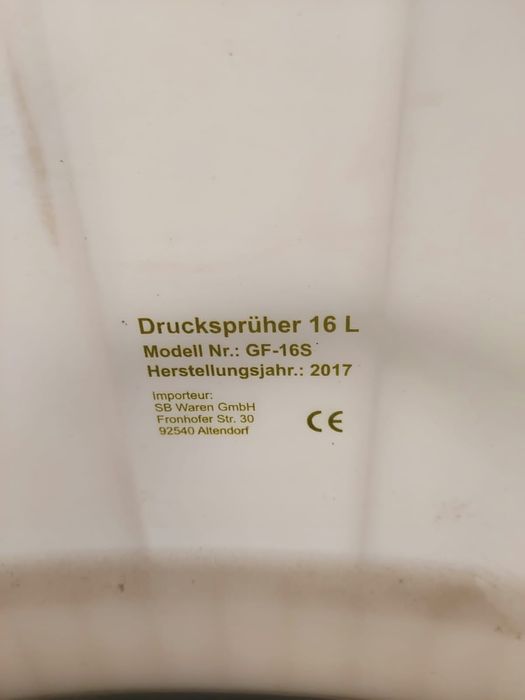 Drucksprüher 16 L
Modell Nr.: GF-16S
Herstellungsjahr.: 2017
Importeur:
SB Waren GmbH
Fronhofer Str. 30
92540 Altendorf
CE